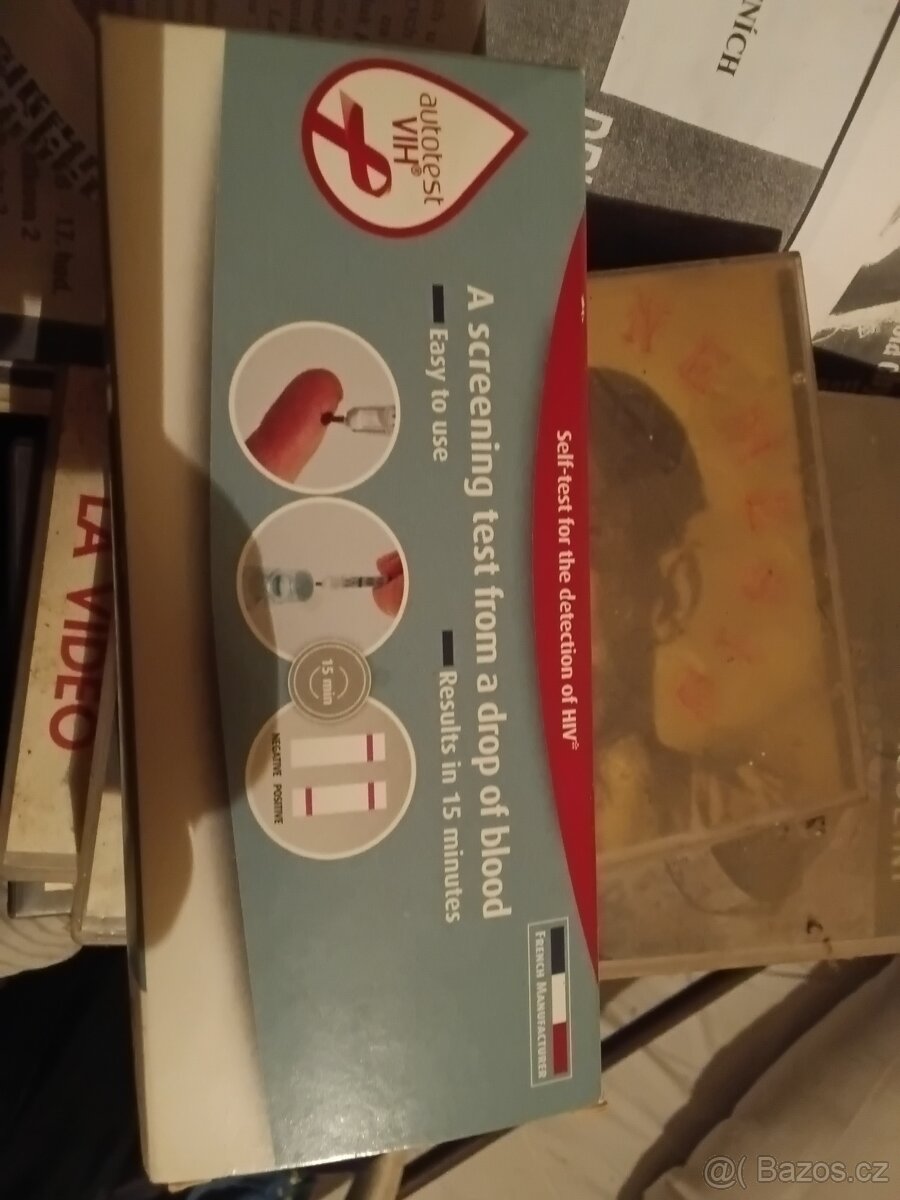 autotest
VIH®
Self-test for the detection of HIV*
A screening test from a drop of blood
Easy to use
Results in 15 minutes
15 min
NEGATIVE POSITIVE
FRENCH MANUFACTURER
LA VIDEO
NÍCH
@( Bazos.cz